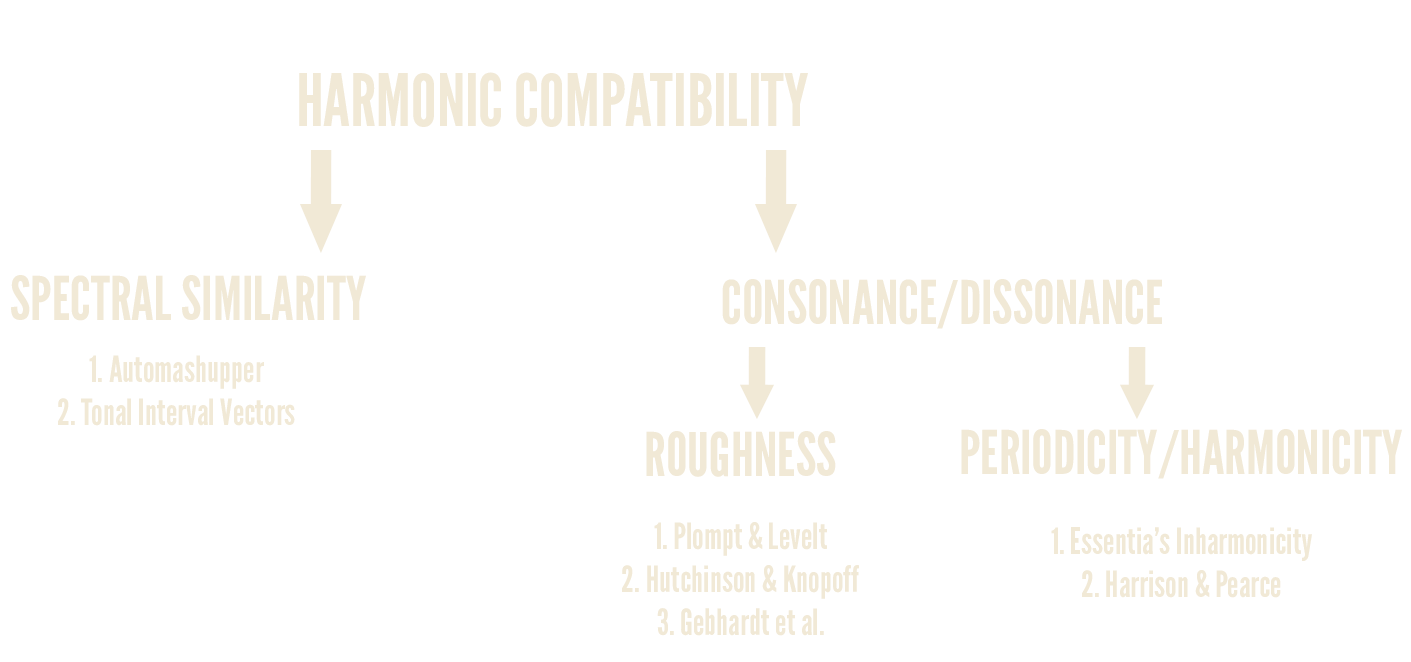 HARMONIC COMPATIBILITY
SPECTRAL SIMILARITY
1. Automashupper
2. Tonal Interval Vectors
CONSONANCE/DISSONANCE
ROUGHNESS
1. Plompt & Levelt
2. Hutchinson & Knopoff
3. Gebhardt et al.
PERIODICITY/HARMONICITY
1. Essentia’s Inharmonicity
2. Harrison & Pearce